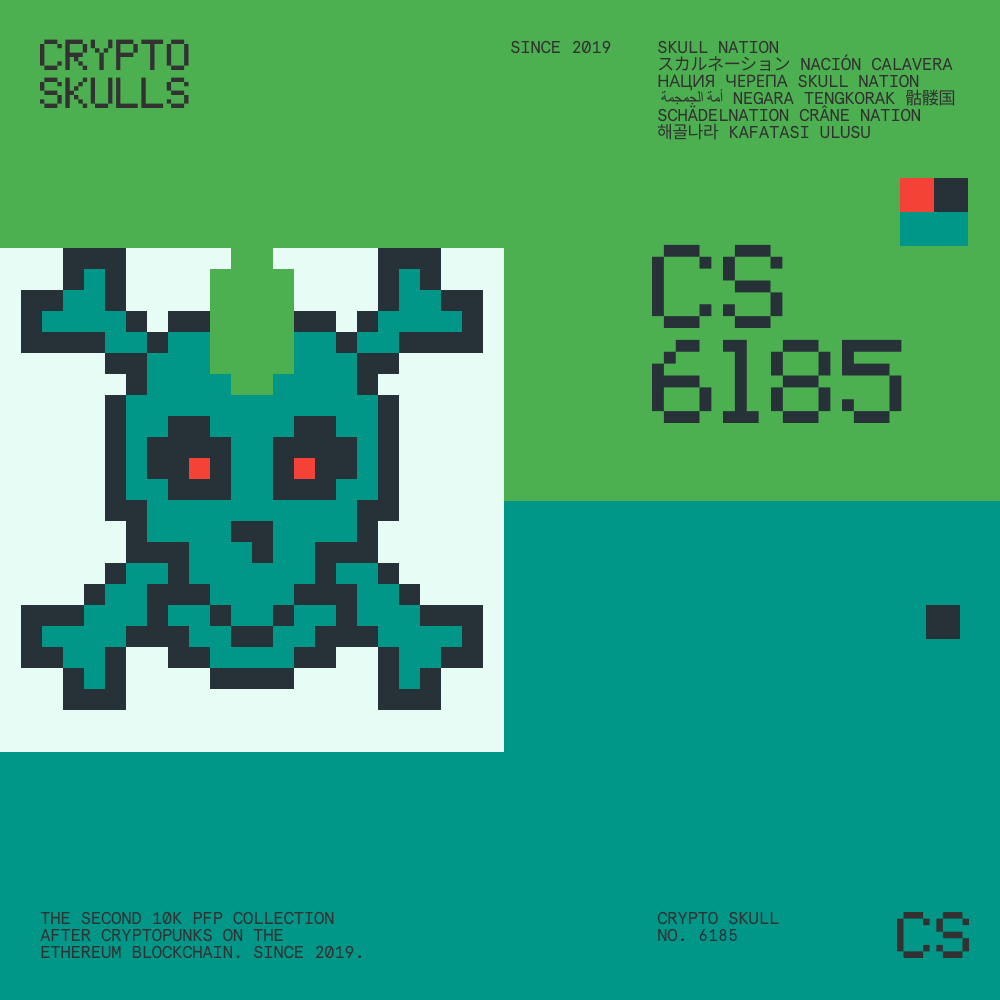 CRYPTO
SKULLS
SINCE 2019
SKULL NATION
スカルネーション NACIÓN CALAVERA
НАЦИЯ ЧЕРЕПА SKULL NATION
أمة الجمجمة NEGARA TENGKORAK 骷髅国
SCHÄDELNATION CRÂNE NATION
해골나라 KAFATASI ULUSU
CS
6185
THE SECOND 10K PFP COLLECTION
AFTER CRYPTOPUNKS ON THE
ETHEREUM BLOCKCHAIN. SINCE 2019.
CRYPTO SKULL
NO. 6185
CS